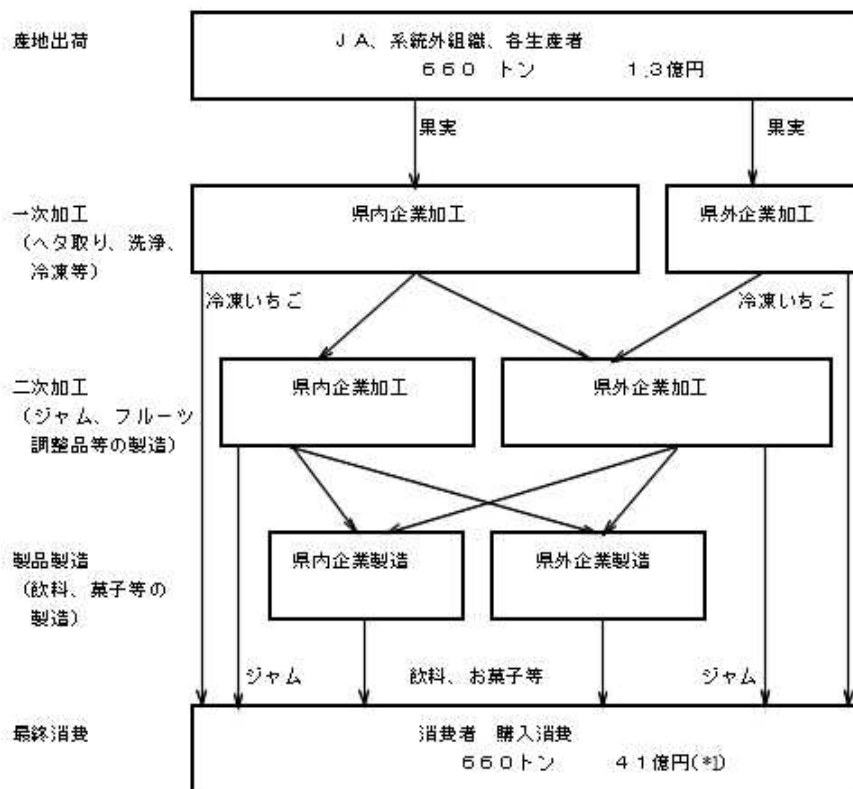 産地出荷
ＪＡ、系統外組織、各生産者
６６０　トン　１.３億円
果実
果実
一次加工
（ヘタ取り、洗浄、
冷凍等）
県内企業加工
県外企業加工
冷凍いちご
冷凍いちご
二次加工
（ジャム、フルーツ
調整品等の製造）
県内企業加工
県外企業加工
製品製造
（飲料、菓子等の
製造）
県内企業製造
県外企業製造
ジャム
飲料、お菓子等
ジャム
最終消費
消費者　購入消費
６６０トン　４１億円(*1)